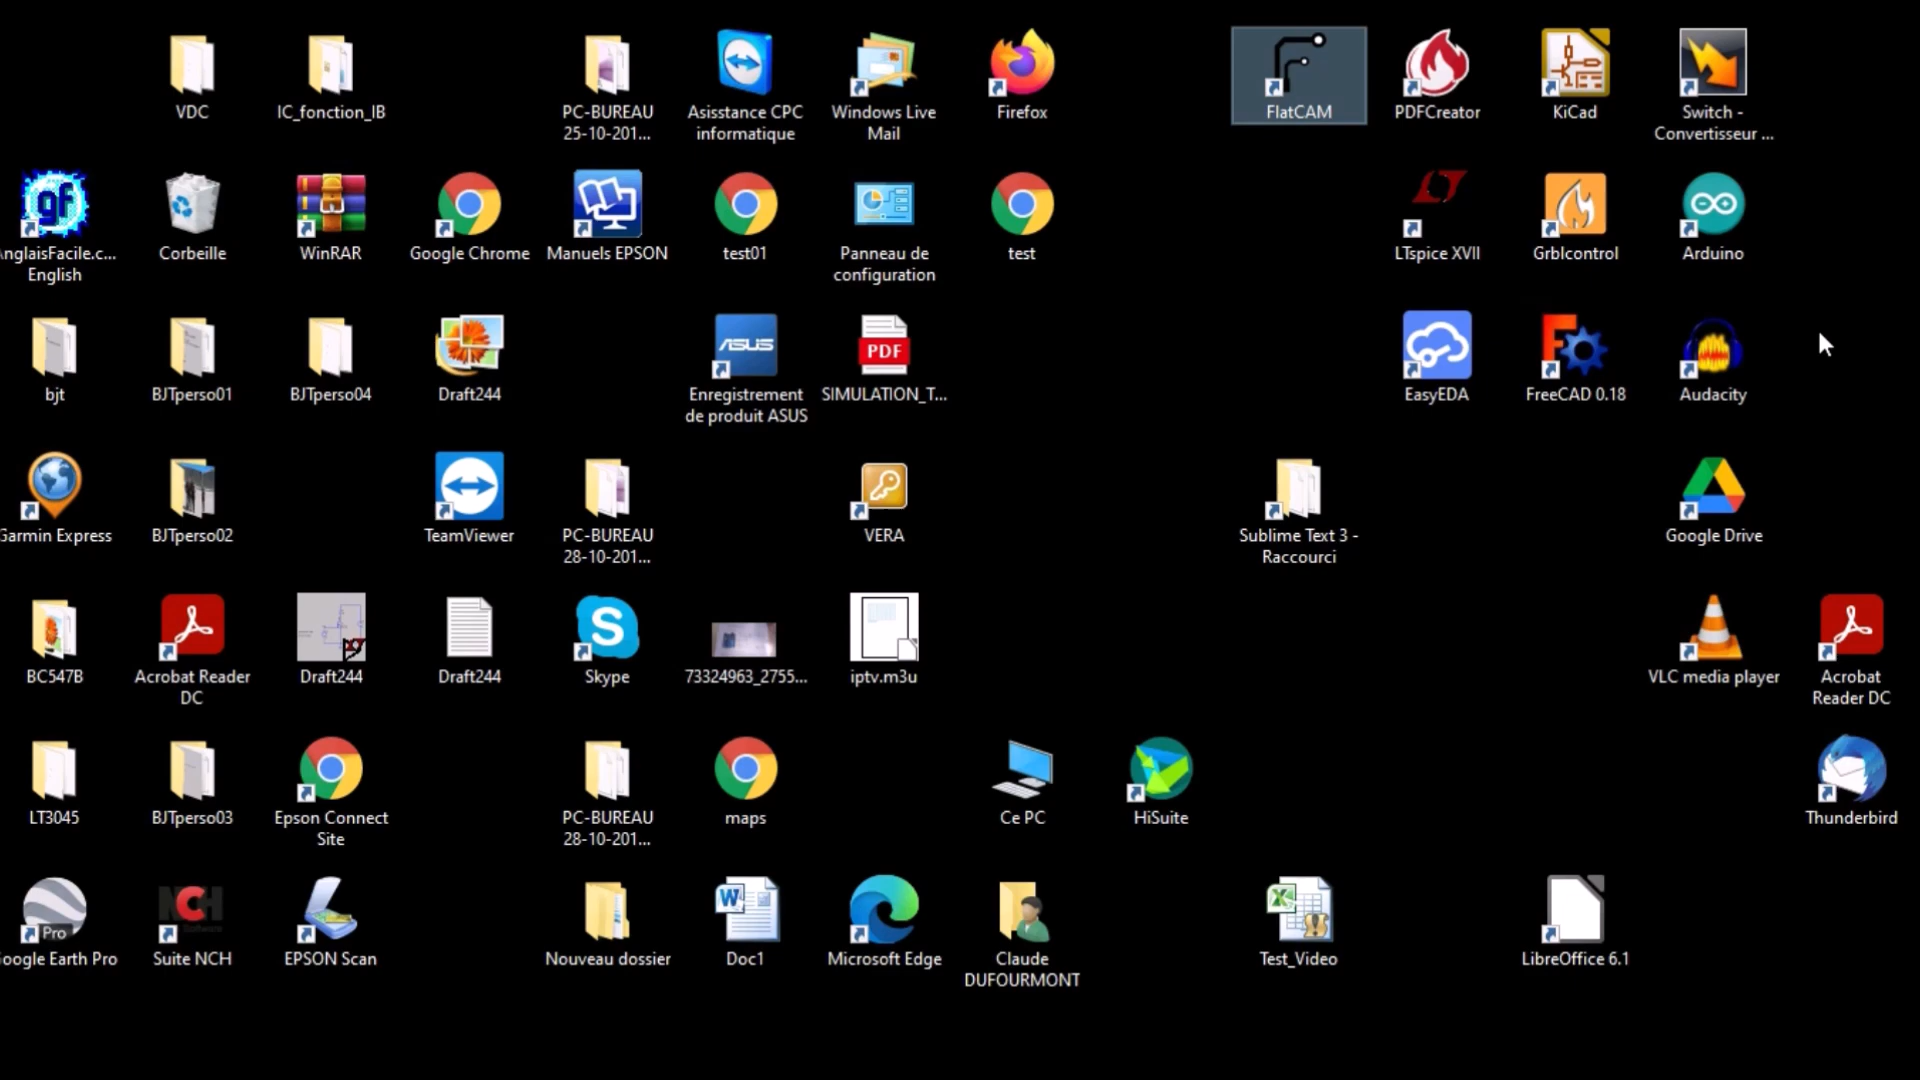 VDC
IC_fonction_IB
PC-BUREAU
25-10-201...
Asisstance CPC
informatique
Windows Live
Mail
Firefox
FlatCAM
PDFCreator
KiCad
Switch -
Convertisseur ...
gf
nglaisFacile.c...
English
Corbeille
WinRAR
Google Chrome
Manuels EPSON
test01
Panneau de
configuration
test
LTspice XVII
Grblcontrol
Arduino
bjt
BJTperso01
BJTperso04
Draft244
ASUS
Enregistrement
de produit ASUS
PDF
SIMULATION_T...
EasyEDA
FreeCAD 0.18
Audacity
Garmin Express
BJTperso02
TeamViewer
PC-BUREAU
28-10-201...
VERA
Sublime Text 3 -
Raccourci
Google Drive
BC547B
Acrobat Reader
DC
Draft244
Draft244
S
Skype
73324963_2755...
iptv.m3u
VLC media player
Acrobat
Reader DC
LT3045
BJTperso03
Epson Connect
Site
PC-BUREAU
28-10-201...
maps
Ce PC
HiSuite
Thunderbird
Pro
oogle Earth Pro
NCH
Suite NCH
EPSON Scan
Nouveau dossier
W
Doc1
Microsoft Edge
Claude
DUFOURMONT
X
Test_Video
LibreOffice 6.1